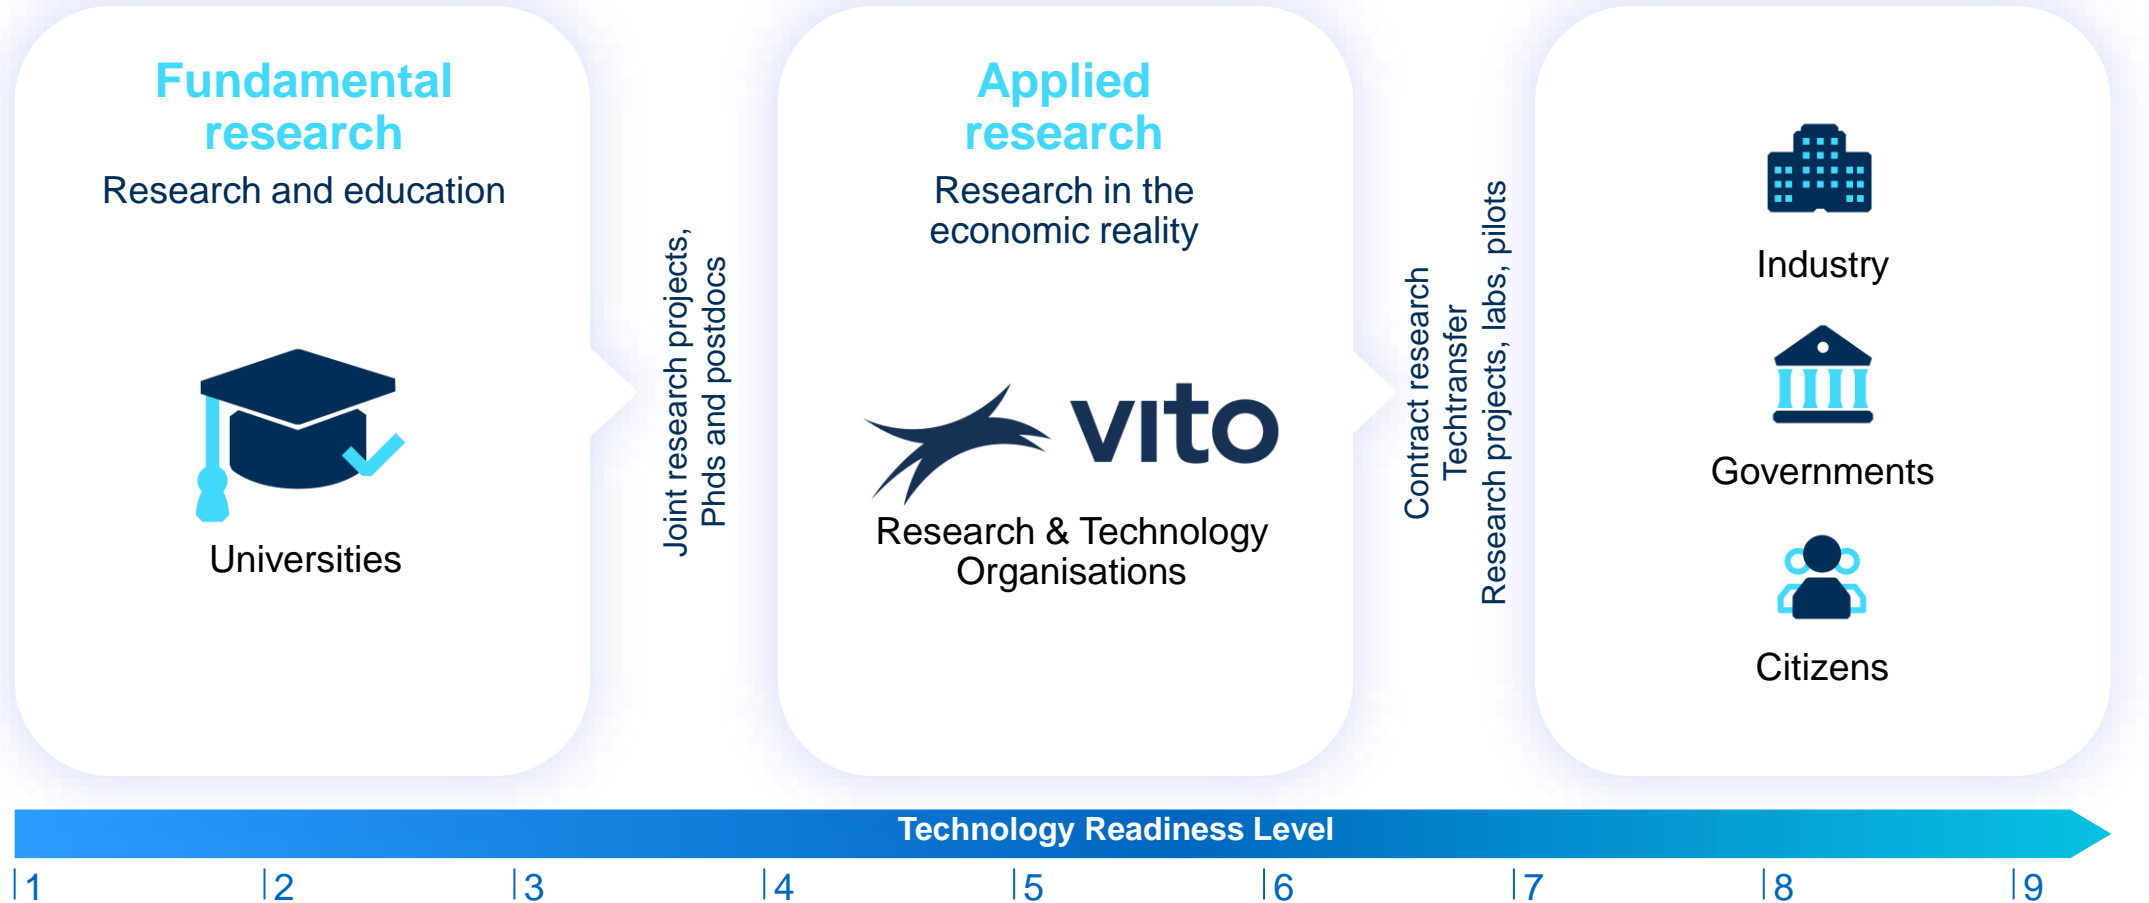 Fundamental
research
Research and education
Universities
Joint research projects,
Phds and postdocs
Applied
research
Research in the
economic reality
vito
Research & Technology
Organisations
Contract research
Techtransfer
Research projects, labs, pilots
Industry
Governments
Citizens
Technology Readiness Level
1 2 3 4 5 6 7 8 9